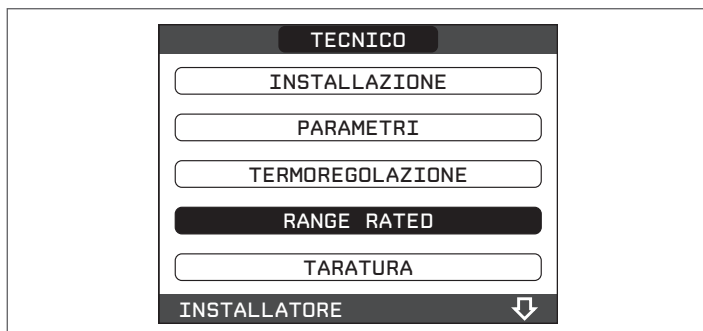 TECNICO
INSTALLAZIONE
PARAMETRI
TERMOREGOLAZIONE
RANGE RATED
TARATURA
INSTALLATORE